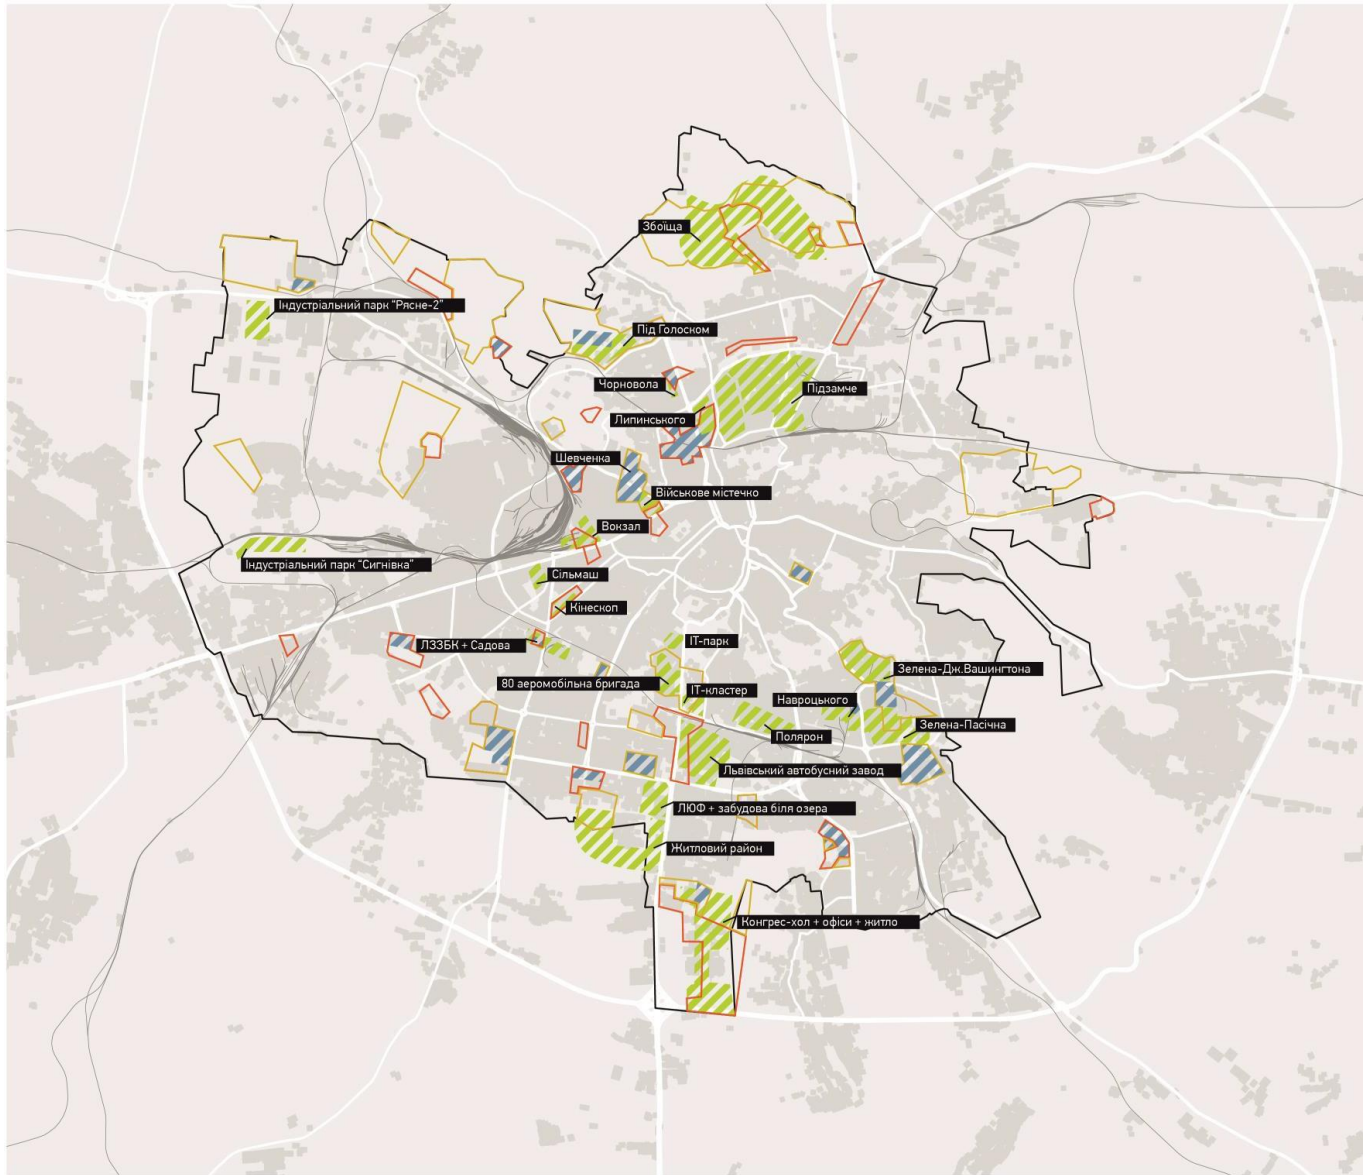 Збоїща
Індустріальний парк "Рясне-2"
Під Голоском
Чорновола
Підзамче
Липинського
Шевченка
Військове містечко
Вокзал
Індустріальний парк "Сигнівка"
Сільмаш
Кінескоп
ЛЗЗБК + Садова
ІТ-парк
Зелена-Дж.Вашингтона
80 аеромобільна бригада
ІТ-кластер
Навроцького
Зелена-Пасічна
Полярон
Львівський автобусний завод
ЛЮФ + забудова біля озера
Житловий район
Конгрес-хол + офіси + житло